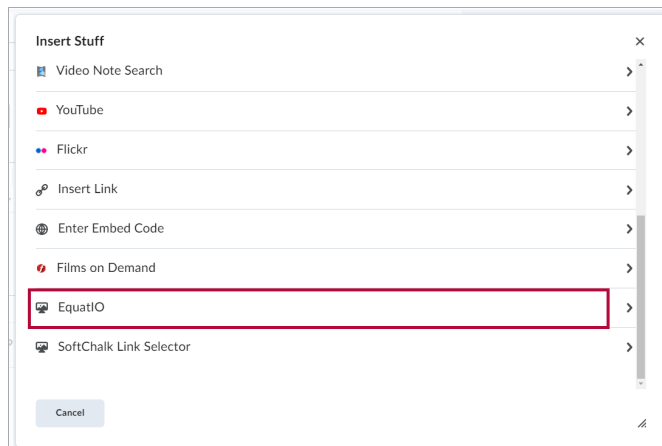 Insert Stuff
Video Note Search
YouTube
Flickr
Insert Link
Enter Embed Code
Films on Demand
EquatIO
SoftChalk Link Selector
Cancel